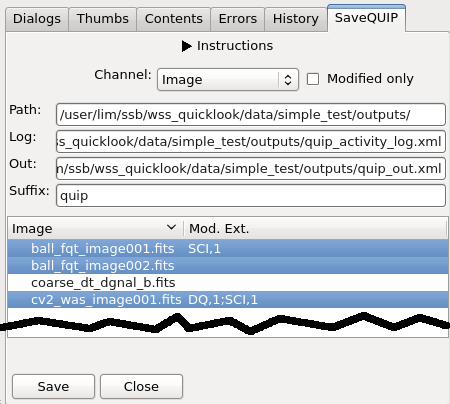 Dialogs Thumbs Contents Errors History SaveQUIP
Instructions
Channel: Image Modified only
Path: /user/lim/ssb/wss_quicklook/data/simple_test/outputs/
Log: ss_quicklook/data/simple_test/outputs/quip_activity_log.xml
Out: n/ssb/wss_quicklook/data/simple_test/outputs/quip_out.xml
Suffix: quip
Image Mod. Ext.
ball_fqt_image001.fits SCI,1
ball_fqt_image002.fits
coarse_dt_dgnal_b.fits
cv2_was_image001.fits DQ,1;SCI,1
Save Close